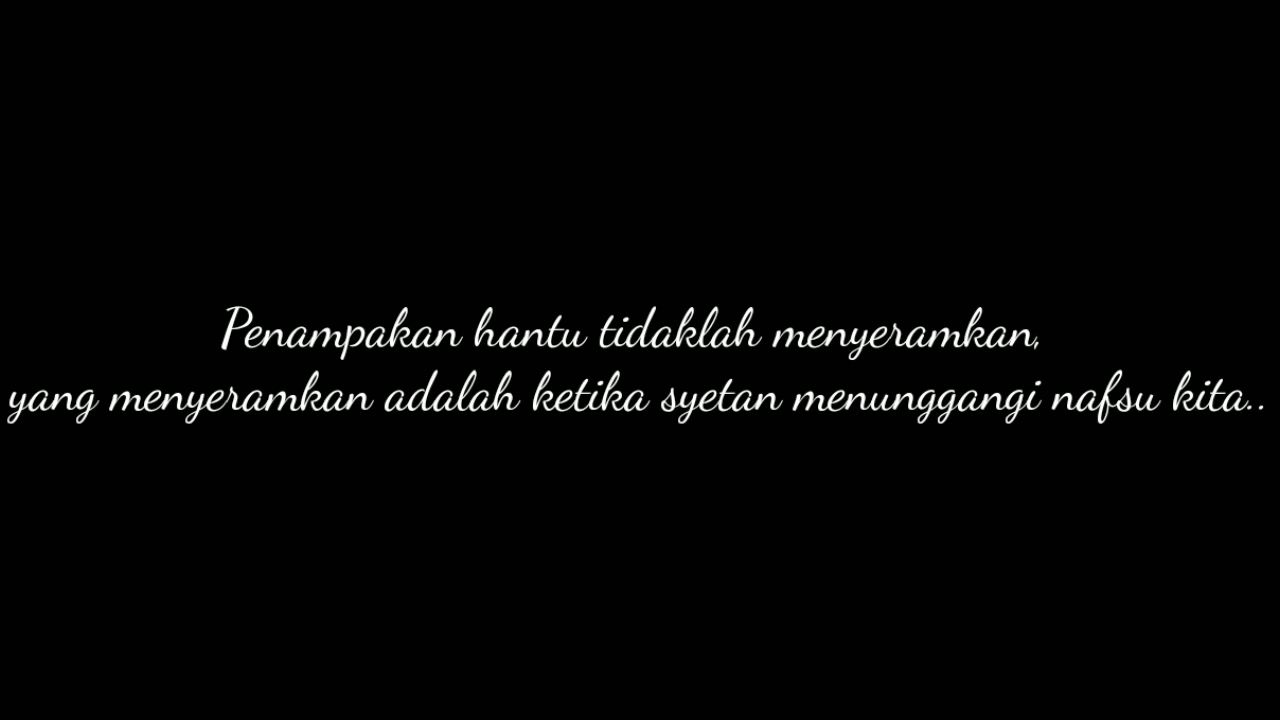 Penampakan hantu tidaklah menyeramkan,
yang menyeramkan adalah ketika syetan menunggangi nafsu kita..